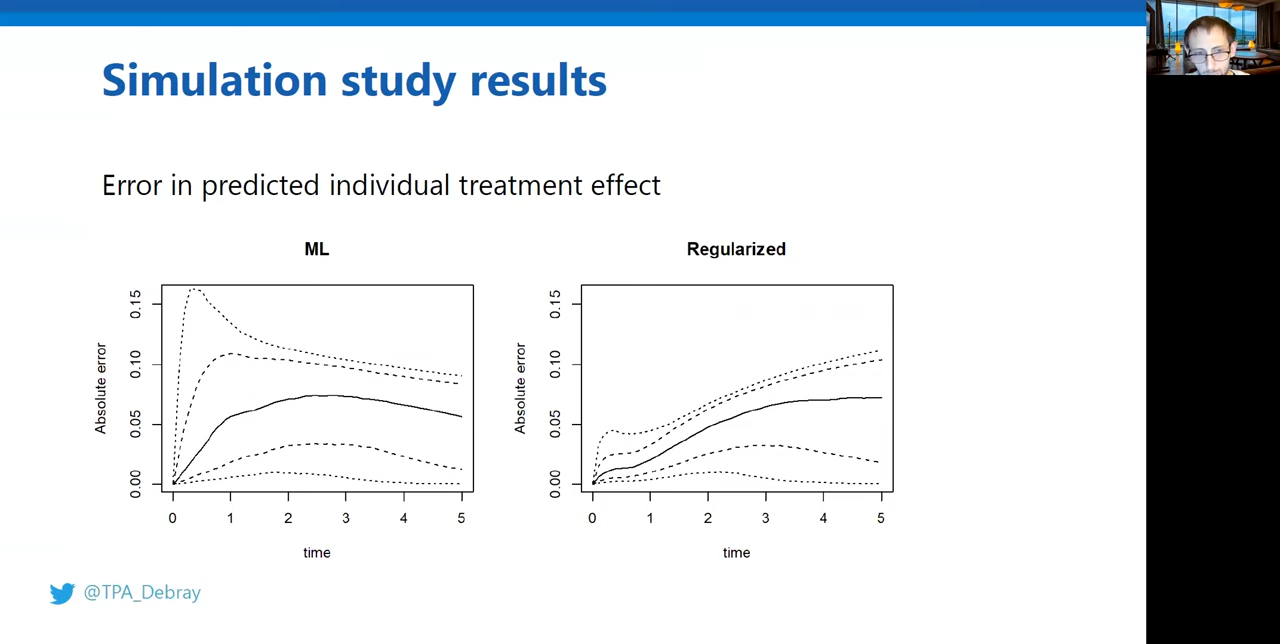 Simulation study results
Error in predicted individual treatment effect
ML
Absolute error
0.15
0.10
0.05
0.00
0 1 2 3 4 5
time
Regularized
Absolute error
0.15
0.10
0.05
0.00
0 1 2 3 4 5
time
@TPA_Debray